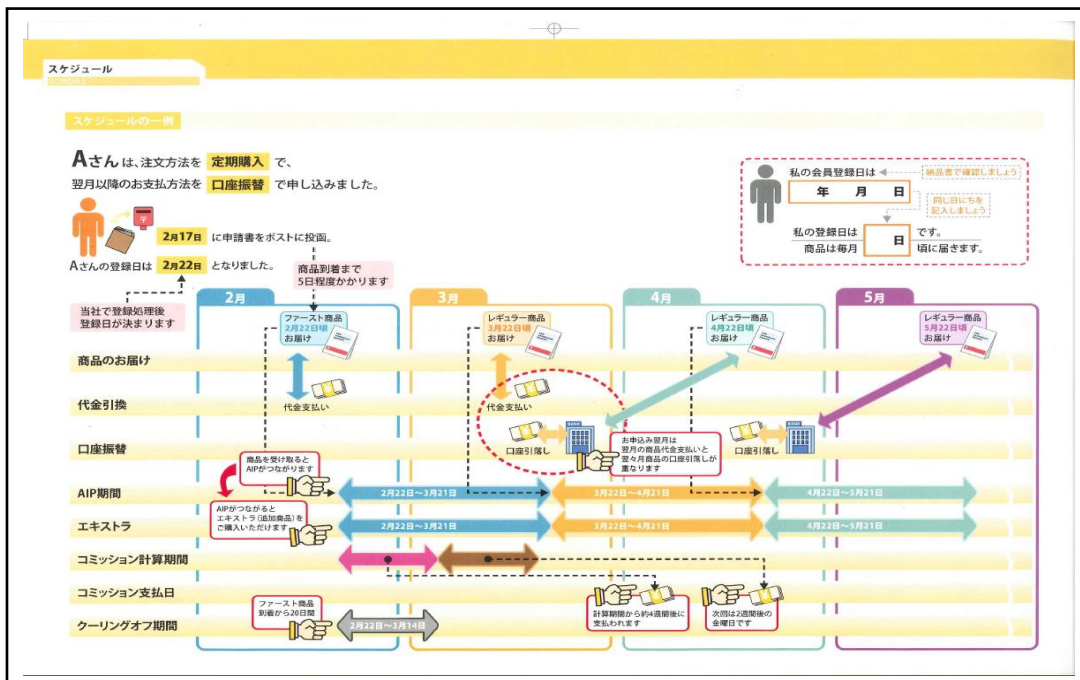 スケジュール
スケジュールの一例
Aさんは、注文方法を 定期購入 で、
翌月以降のお支払方法を 口座振替 で申し込みました。
2月17日 に申請書をポストに投函。
Aさんの登録日は 2月22日 となりました。
商品到着まで
5日程度かかります
当社で登録処理後
登録日が決まります
私の会員登録日は
納品書で確認しましょう
年 月 日
同じ日にちを
記入しましょう
私の登録日は 日 です。
商品は毎月 頃に届きます。
2月
3月
4月
5月
ファースト商品
2月22日頃
お届け
レギュラー商品
3月22日頃
お届け
レギュラー商品
4月22日頃
お届け
レギュラー商品
5月22日頃
お届け
商品のお届け
代金引換
代金支払い
代金支払い
口座振替
口座引落し
BANK
お申込み翌月は
翌月の商品代金支払いと
翌々月商品の口座引落しが
重なります
口座引落し
BANK
商品を受け取ると
AIPがつながります
AIP期間
2月22日〜3月21日
3月22日〜4月21日
4月22日〜5月21日
AIPがつながると
エキストラ(追加商品)を
ご購入いただけます
エキストラ
2月22日〜3月21日
3月22日〜4月21日
4月22日〜5月21日
コミッション計算期間
コミッション支払日
計算期間から約4週間後に
支払われます
次回は2週間後の
金曜日です
クーリングオフ期間
ファースト商品
到着から20日間
2月22日〜3月14日